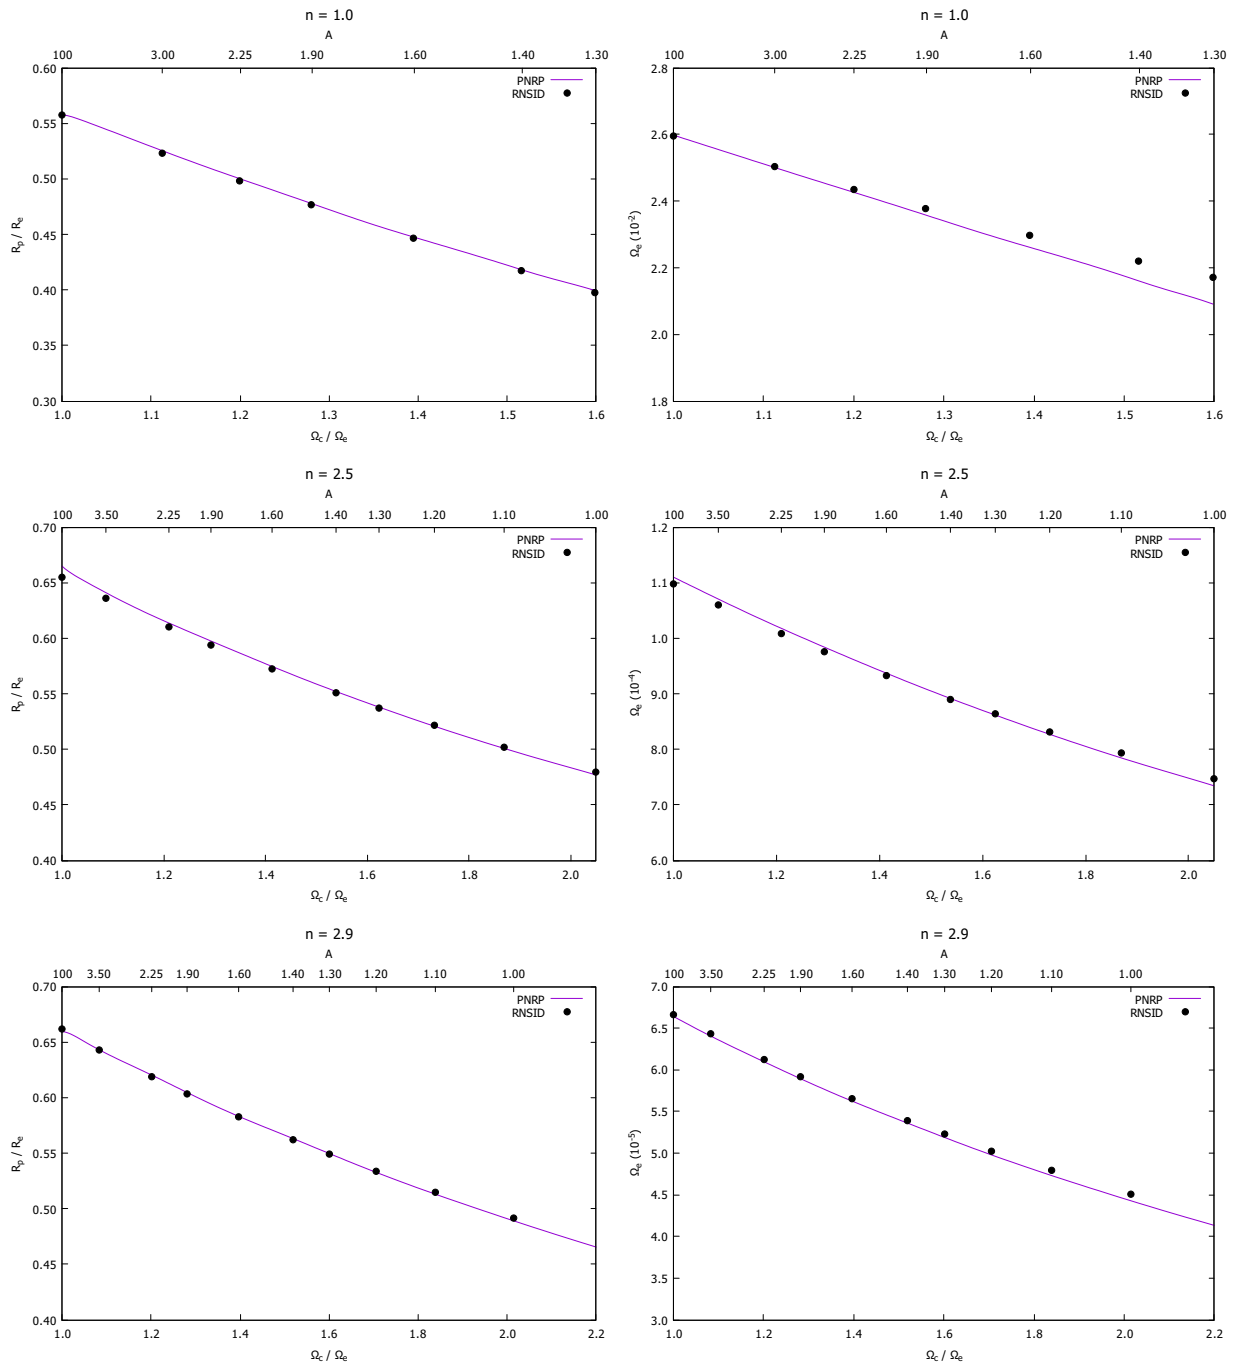 n = 1.0
A
100 3.00 2.25 1.90 1.60 1.40 1.30
0.60
PNRP
RNSID
0.55
0.50
0.45
0.40
0.35
0.30
R_p / R_e
1.0 1.1 1.2 1.3 1.4 1.5 1.6
Ω_c / Ω_e
n = 1.0
A
100 3.00 2.25 1.90 1.60 1.40 1.30
2.8
PNRP
RNSID
2.6
2.4
2.2
2.0
1.8
Ω_e (10^-2)
1.0 1.1 1.2 1.3 1.4 1.5 1.6
Ω_c / Ω_e
n = 2.5
A
100 3.50 2.25 1.90 1.60 1.40 1.30 1.20 1.10 1.00
0.70
PNRP
RNSID
0.65
0.60
0.55
0.50
0.45
0.40
R_p / R_e
1.0 1.2 1.4 1.6 1.8 2.0
Ω_c / Ω_e
n = 2.5
A
100 3.50 2.25 1.90 1.60 1.40 1.30 1.20 1.10 1.00
1.2
PNRP
RNSID
1.1
1.0
9.0
8.0
7.0
6.0
Ω_e (10^-4)
1.0 1.2 1.4 1.6 1.8 2.0
Ω_c / Ω_e
n = 2.9
A
100 3.50 2.25 1.90 1.60 1.40 1.30 1.20 1.10 1.00
0.70
PNRP
RNSID
0.65
0.60
0.55
0.50
0.45
0.40
R_p / R_e
1.0 1.2 1.4 1.6 1.8 2.0 2.2
Ω_c / Ω_e
n = 2.9
A
100 3.50 2.25 1.90 1.60 1.40 1.30 1.20 1.10 1.00
7.0
PNRP
RNSID
6.5
6.0
5.5
5.0
4.5
4.0
3.5
3.0
Ω_e (10^-5)
1.0 1.2 1.4 1.6 1.8 2.0 2.2
Ω_c / Ω_e